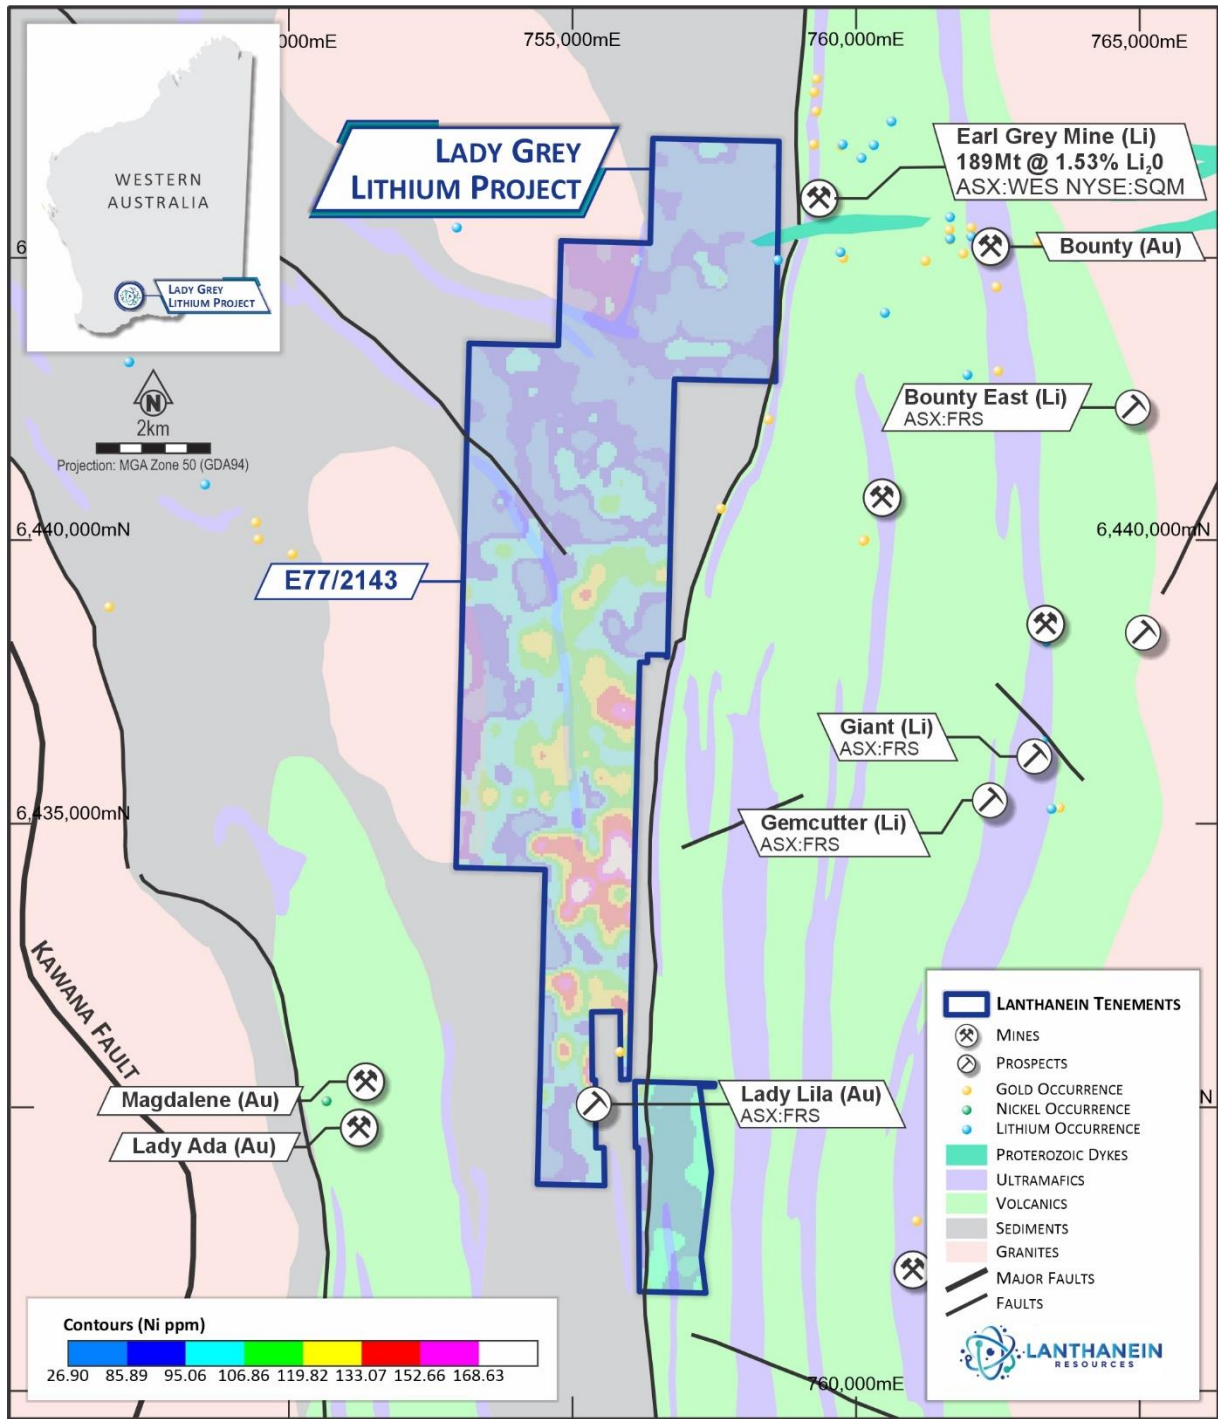 ,000mE
755,000mE
760,000mE
765,000mE
WESTERN
AUSTRALIA
LADY GREY
LITHIUM PROJECT
LADY GREY
LITHIUM PROJECT
Earl Grey Mine (Li)
189Mt @ 1.53% Li₂0
ASX:WES NYSE:SQM
6
Bounty (Au)
N
2km
Projection: MGA Zone 50 (GDA94)
Bounty East (Li)
ASX:FRS
6,440,000mN
6,440,000mN
E77/2143
Giant (Li)
ASX:FRS
Gemcutter (Li)
ASX:FRS
6,435,000mN
KAWANA FAULT
Magdalene (Au)
Lady Ada (Au)
Lady Lila (Au)
ASX:FRS
N
LANTHANEIN TENEMENTS
MINES
PROSPECTS
GOLD OCCURRENCE
NICKEL OCCURRENCE
LITHIUM OCCURRENCE
PROTEROZOIC DYKES
ULTRAMAFICS
VOLCANICS
SEDIMENTS
GRANITES
MAJOR FAULTS
FAULTS
LANTHANEIN
RESOURCES
Contours (Ni ppm)
26.90 85.89 95.06 106.86 119.82 133.07 152.66 168.63
760,000mE